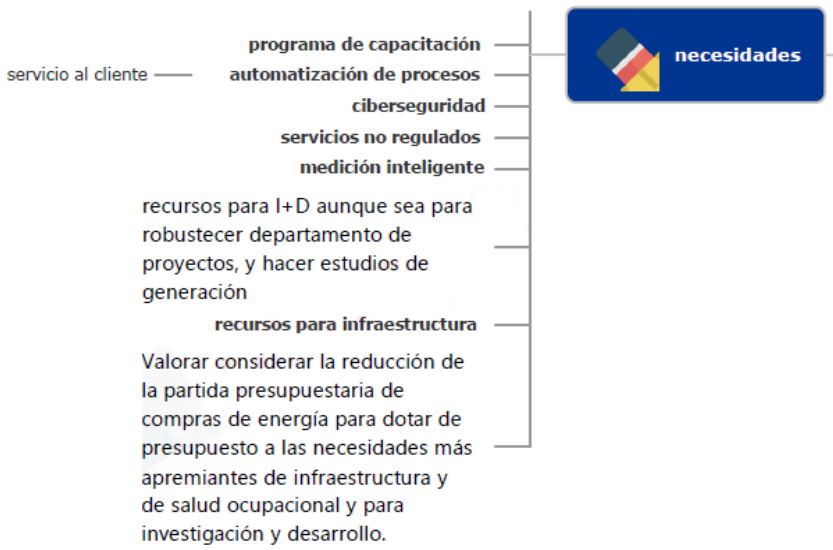 necesidades
programa de capacitación
automatización de procesos
servicio al cliente
ciberseguridad
servicios no regulados
medición inteligente
recursos para I+D aunque sea para
robustecer departamento de
proyectos, y hacer estudios de
generación
recursos para infraestructura
Valorar considerar la reducción de
la partida presupuestaria de
compras de energía para dotar de
presupuesto a las necesidades más
apremiantes de infraestructura y
de salud ocupacional y para
investigación y desarrollo.